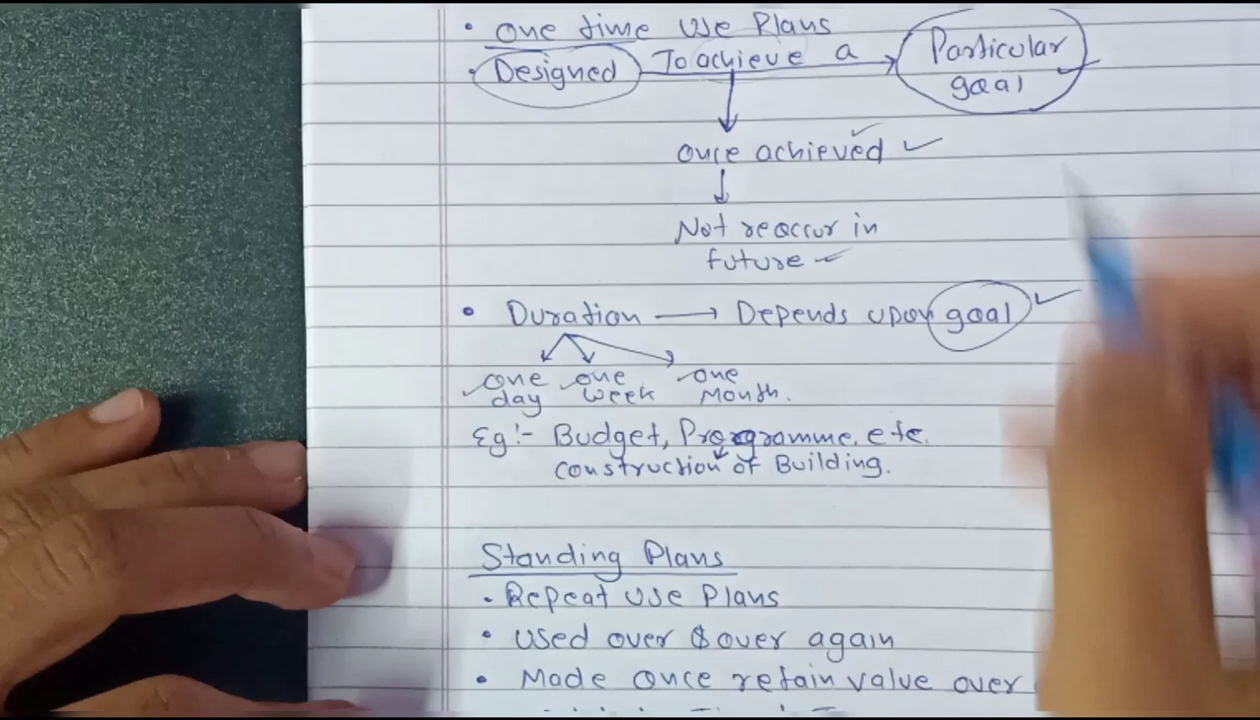 • One time Use Plans
• Designed To achieve a → Particular goal
once achieved
Not reoccur in
future
• Duration → Depends upon goal
one day one week one Month.
Eg:- Budget, Programme, etc.
construction of Building.
Standing Plans
• Repeat Use Plans
• Used over & over again
• Made once retain value over